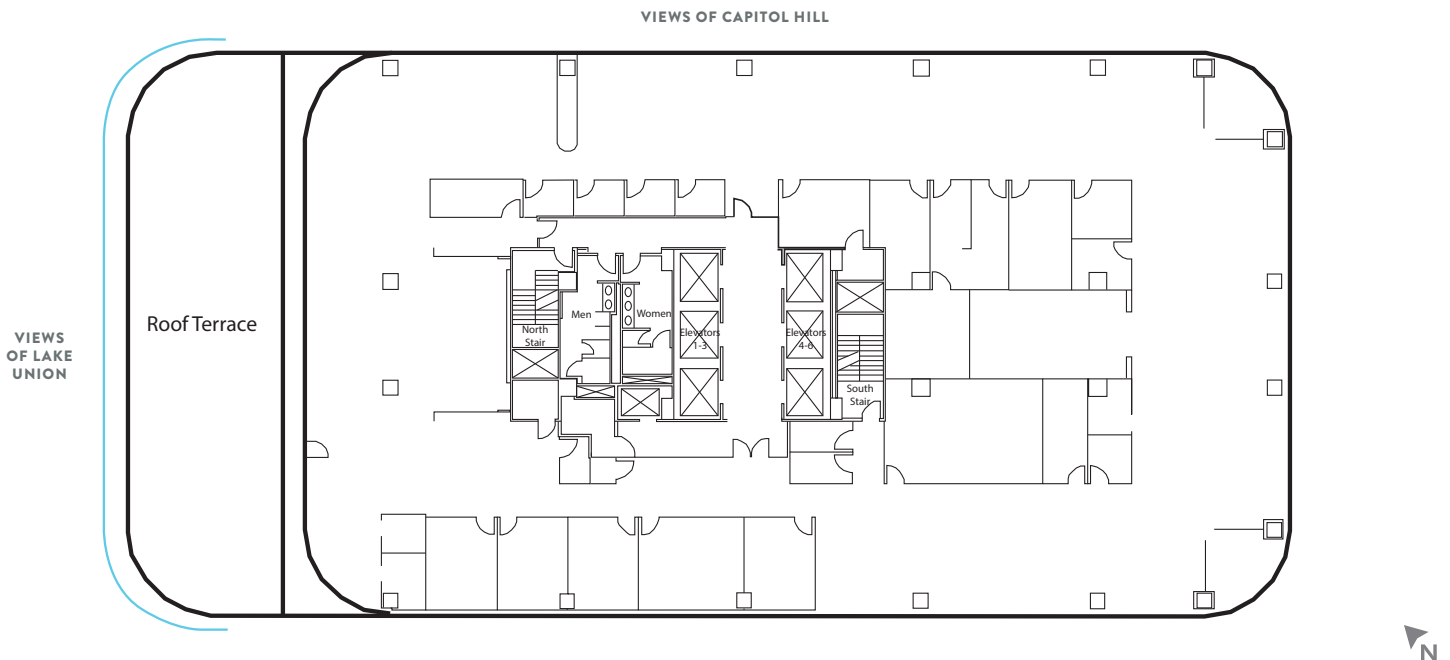 VIEWS OF CAPITOL HILL
VIEWS
OF LAKE
UNION
Roof Terrace
North
Stair
Men
Women
Elevators
1-3
Elevators
4-6
South
Stair
N